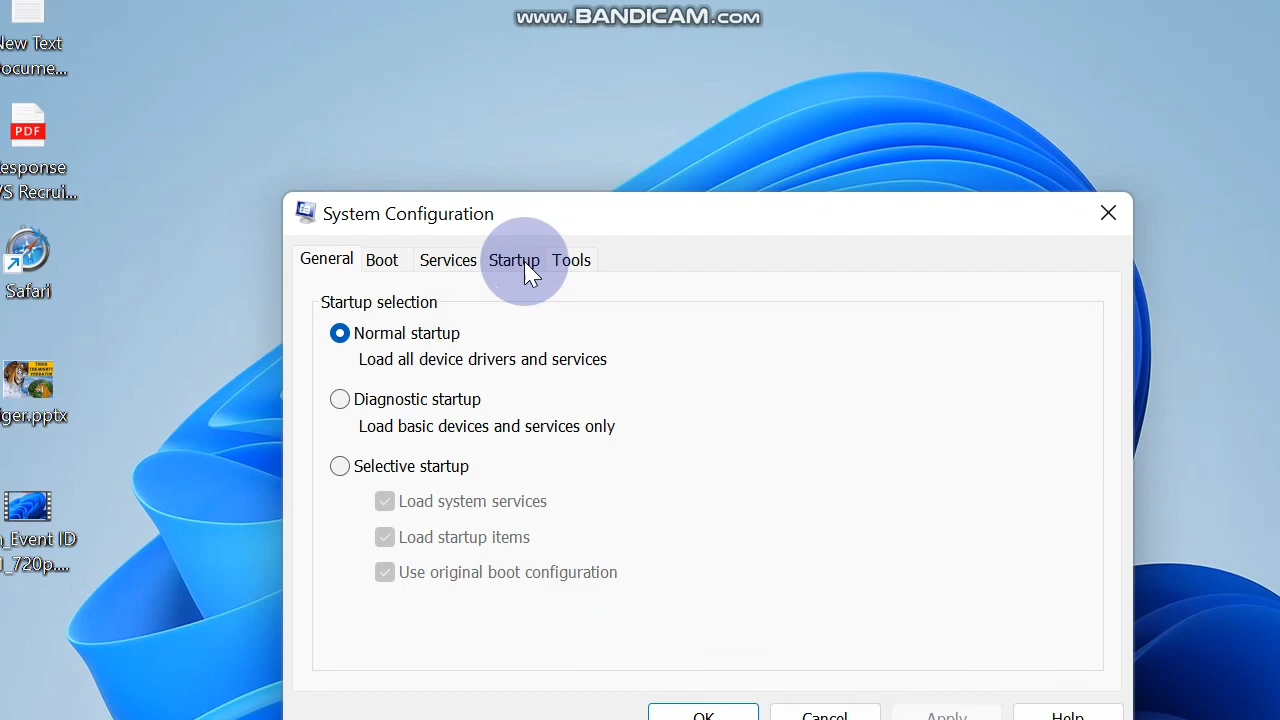 www.BANDICAM.com
New Text
ocume...
PDF
esponse
/S Recrui...
Safari
ger.pptx
_Event ID
_720p....
System Configuration
General Boot Services Startup Tools
Startup selection
Normal startup
Load all device drivers and services
Diagnostic startup
Load basic devices and services only
Selective startup
Load system services
Load startup items
Use original boot configuration
OK Cancel Apply Help